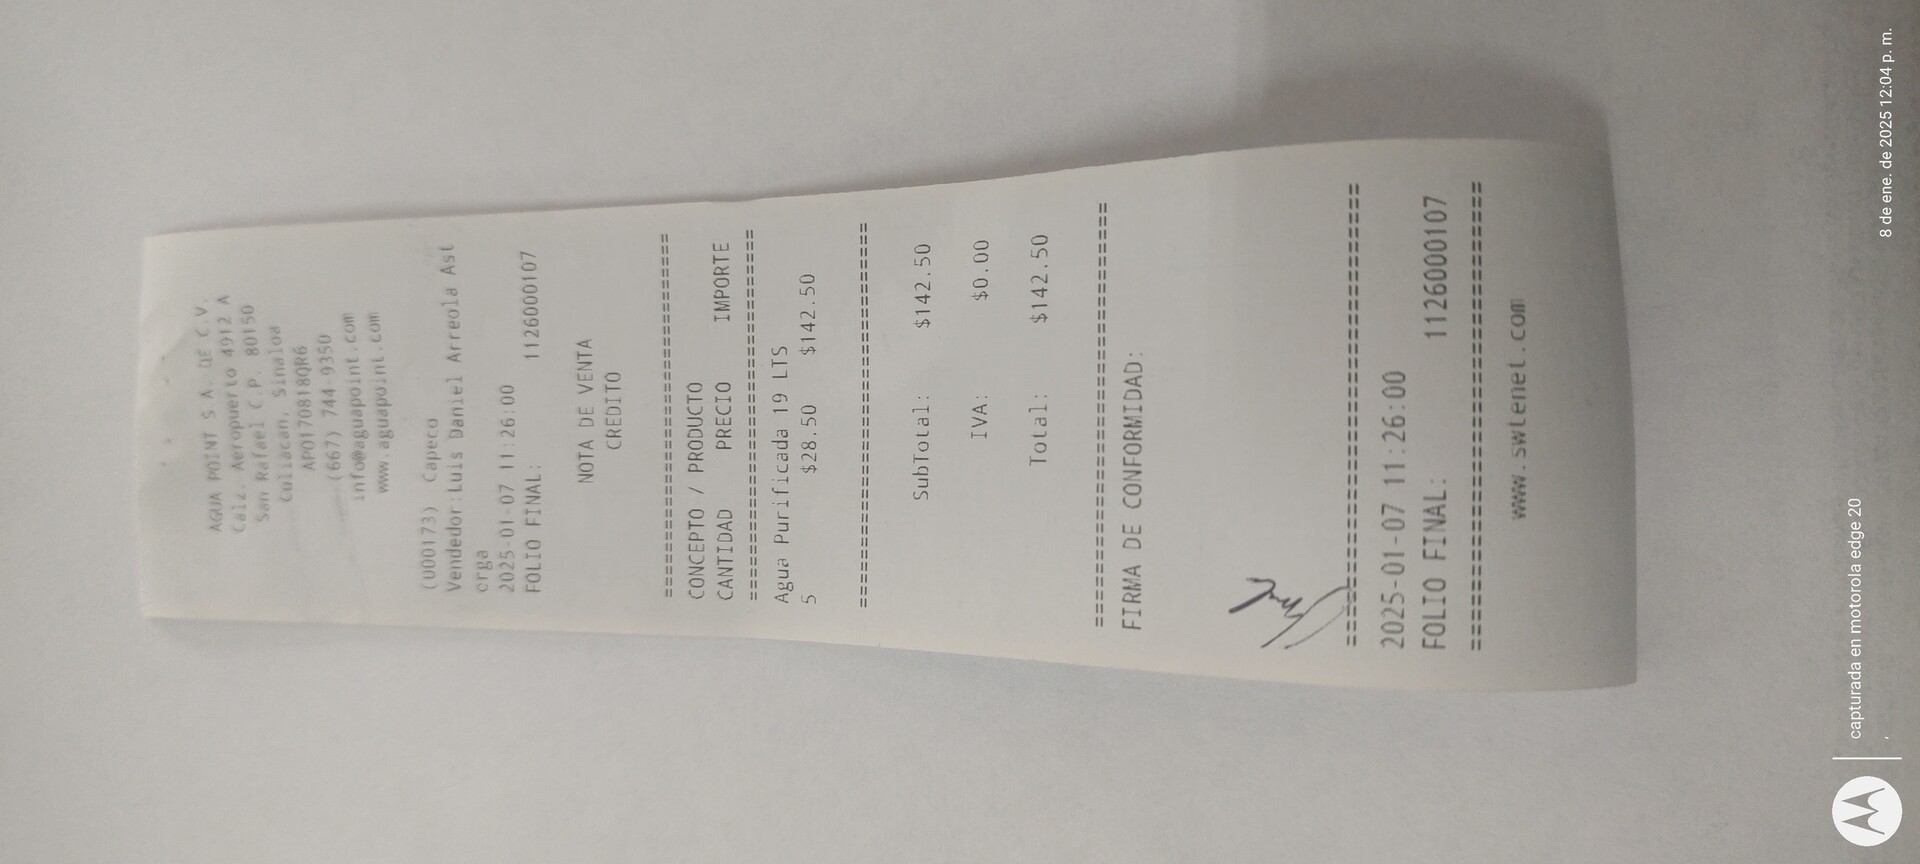 AGUA POINT S A. DE C.V.
Calz. Aeropuerto 4912 A
San Rafael C.P. 80150
Culiacan, Sinaloa
APO170818QR6
(667) 744-9350
info@aguapoint.com
www.aguapoint.com
(U00173) Capeco
Vendedor:Luis Daniel Arreola Ast
orga
2025-01-07 11:26:00
FOLIO FINAL: 1126000107
NOTA DE VENTA
CREDITO
================================
CONCEPTO / PRODUCTO
CANTIDAD PRECIO IMPORTE
================================
Agua Purificada 19 LTS
5 $28.50 $142.50
================================
SubTotal: $142.50
IVA: $0.00
Total: $142.50
================================
FIRMA DE CONFORMIDAD:
================================
2025-01-07 11:26:00
FOLIO FINAL: 1126000107
================================
www.swtenet.com
capturada en motorola edge 20
,
8 de ene. de 2025 12:04 p. m.